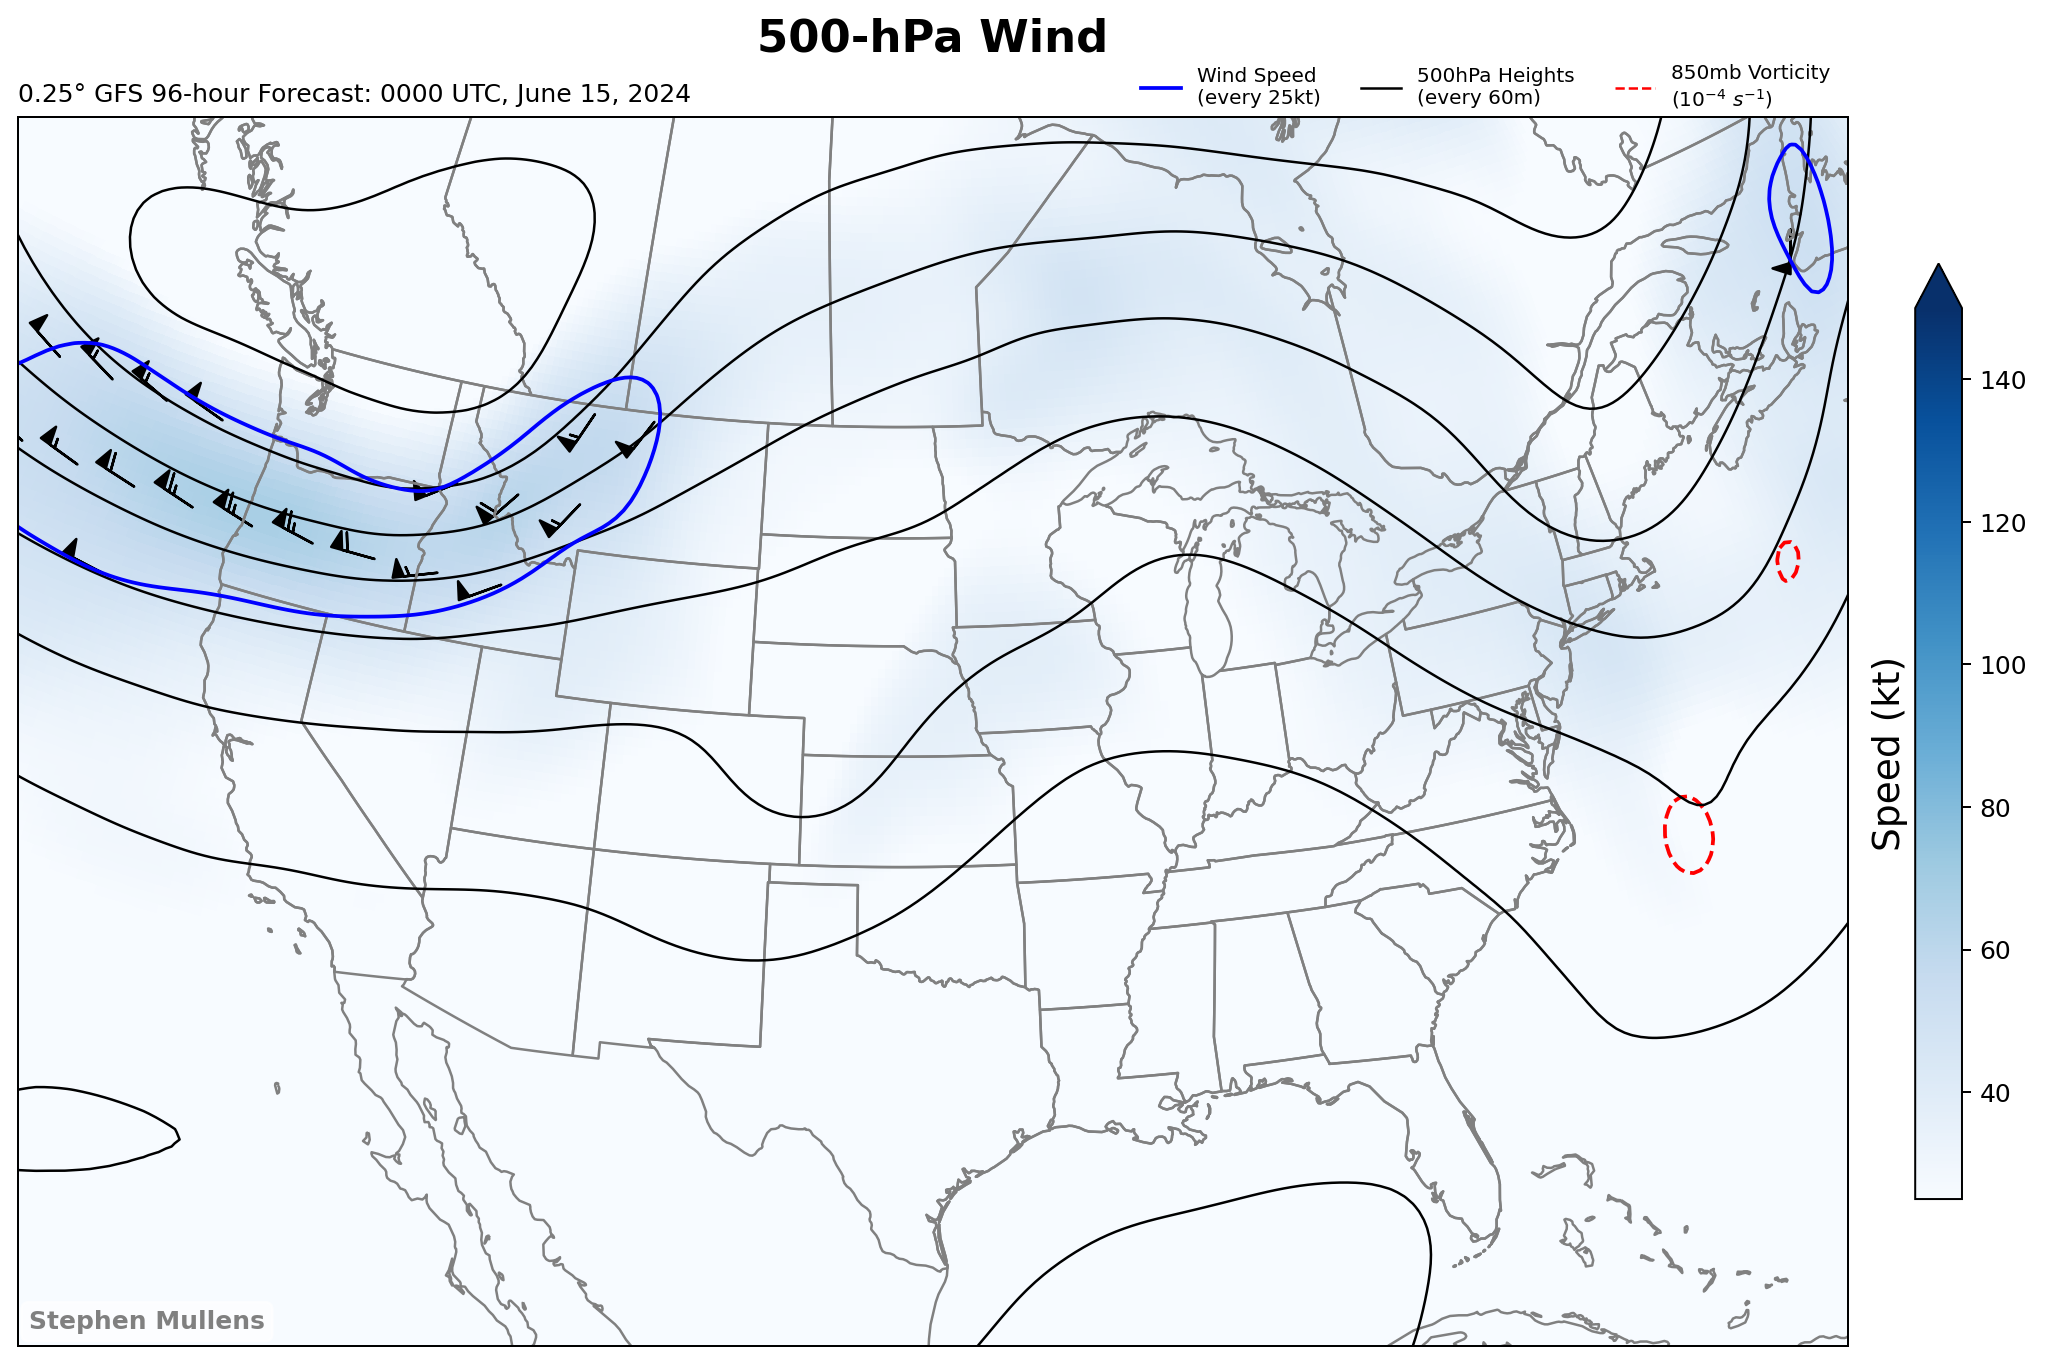 500-hPa Wind
0.25° GFS 96-hour Forecast: 0000 UTC, June 15, 2024
Wind Speed
(every 25kt)
500hPa Heights
(every 60m)
850mb Vorticity
(10⁻⁴ s⁻¹)
140
120
100
80
60
40
Speed (kt)
Stephen Mullens